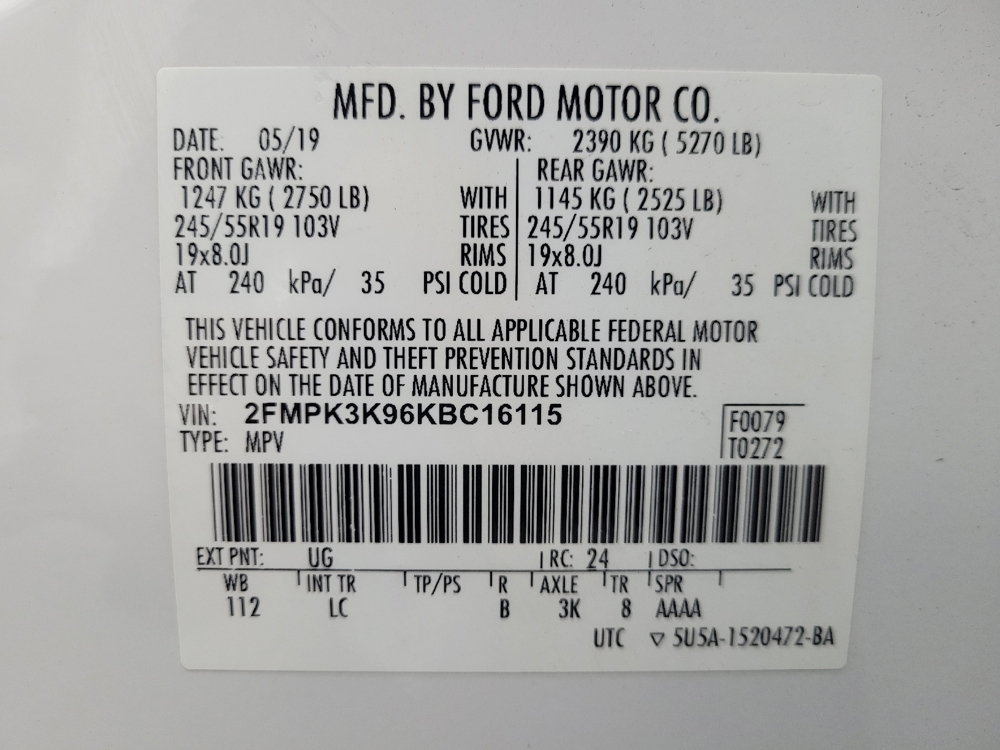 MFD. BY FORD MOTOR CO.
DATE: 05/19 GVWR: 2390 KG ( 5270 LB)
FRONT GAWR: REAR GAWR:
1247 KG ( 2750 LB) WITH 1145 KG ( 2525 LB) WITH
245/55R19 103V TIRES 245/55R19 103V TIRES
19x8.0J RIMS 19x8.0J RIMS
AT 240 kPa/ 35 PSI COLD AT 240 kPa/ 35 PSI COLD
THIS VEHICLE CONFORMS TO ALL APPLICABLE FEDERAL MOTOR
VEHICLE SAFETY AND THEFT PREVENTION STANDARDS IN
EFFECT ON THE DATE OF MANUFACTURE SHOWN ABOVE.
VIN: 2FMPK3K96KBC16115 F0079
TYPE: MPV T0272
EXT PNT: UG RC: 24 DSO:
WB INT TR TP/PS R AXLE TR SPR
112 LC B 3K 8 AAAA
UTC ▽ 5U5A-1520472-BA